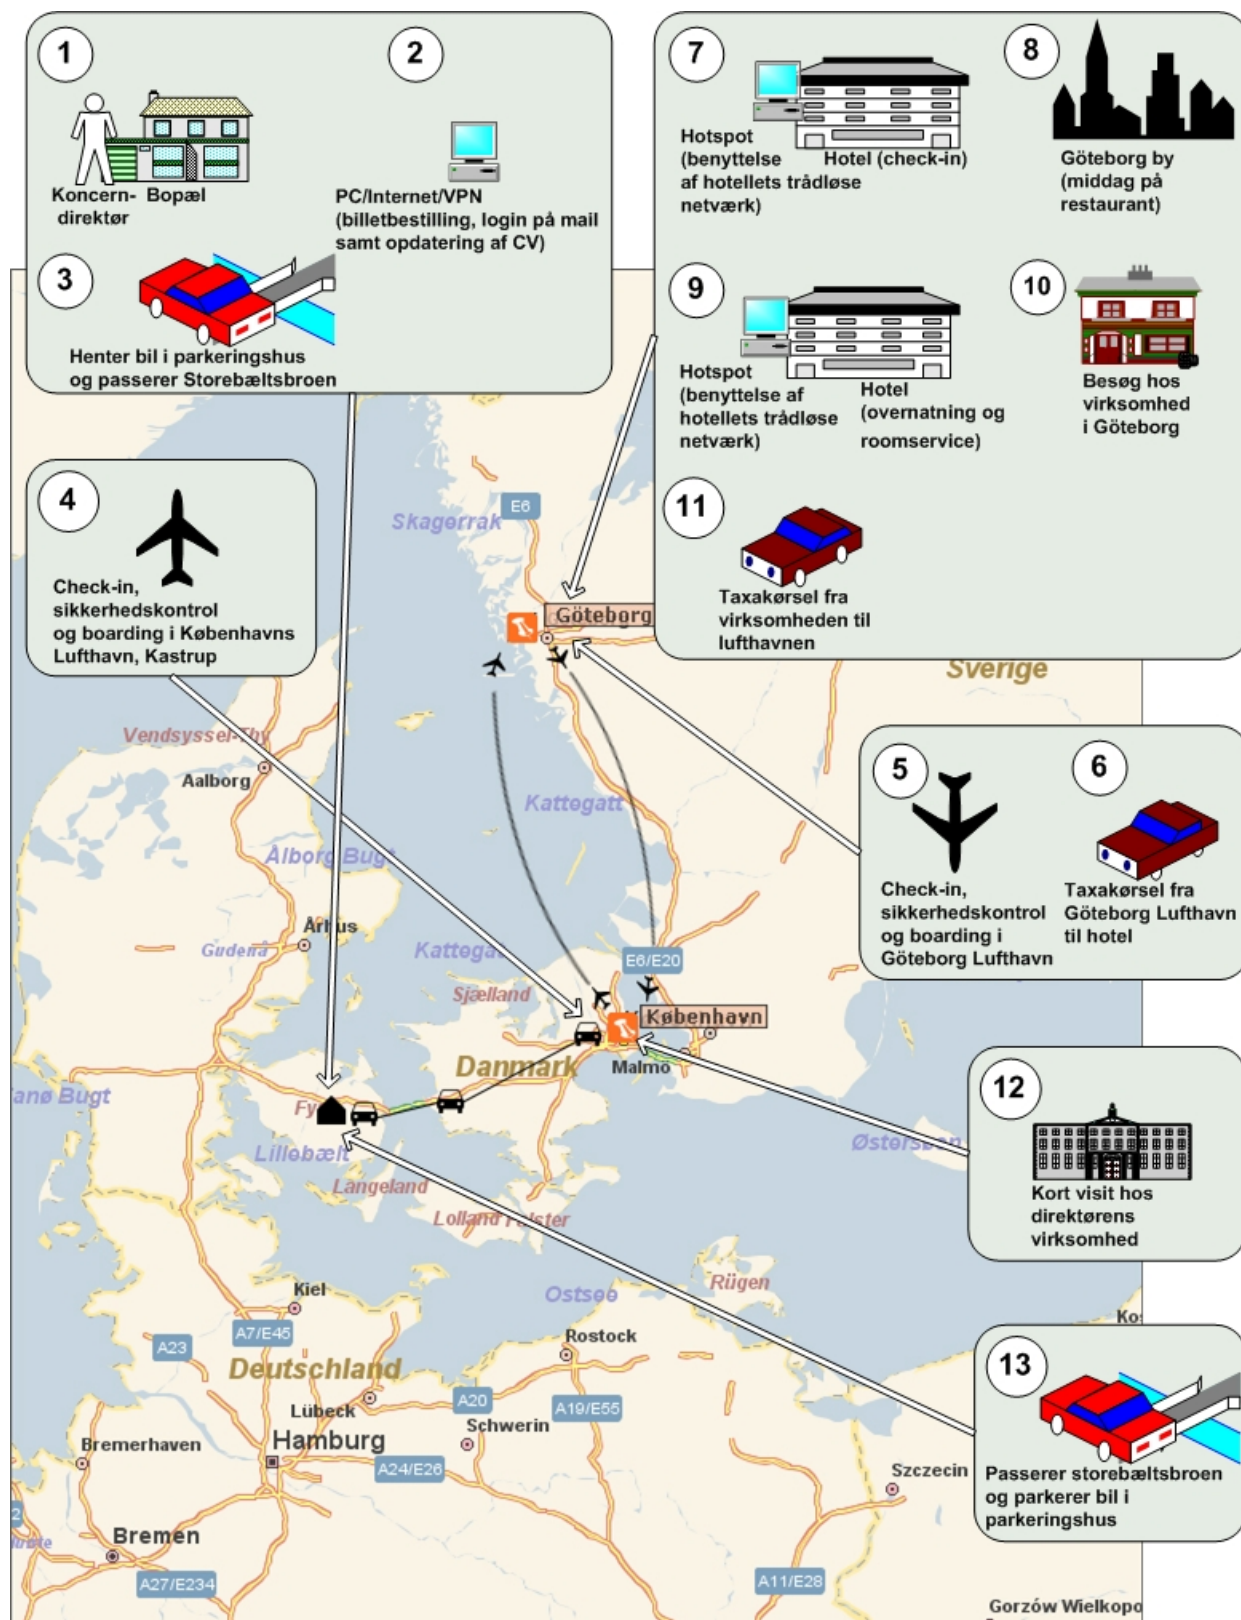 1
2
Koncern-
direktør
Bopæl
PC/Internet/VPN
(billetbestilling, login på mail
samt opdatering af CV)
3
Henter bil i parkeringshus
og passerer Storebæltsbroen
7
Hotspot
(benyttelse
af hotellets trådløse
netværk)
Hotel (check-in)
8
Göteborg by
(middag på
restaurant)
9
Hotspot
(benyttelse af
hotellets trådløse
netværk)
Hotel
(overnatning og
roomservice)
10
Besøg hos
virksomhed
i Göteborg
11
Taxakørsel fra
virksomheden til
lufthavnen
4
Check-in,
sikkerhedskontrol
og boarding i Københavns
Lufthavn, Kastrup
Skagerrak
E6
Göteborg
Sverige
Vendsyssel-Thy
Aalborg
Kattegatt
5
Check-in,
sikkerhedskontrol
og boarding i
Göteborg Lufthavn
6
Taxakørsel fra
Göteborg Lufthavn
til hotel
Ålborg Bugt
Århus
Gudenå
Kattegat
E6/E20
Sjælland
København
Danmark
Malmö
Lillebælt
Langeland
Lolland Falster
Østersøen
12
Kort visit hos
direktørens
virksomhed
Rügen
Ostsee
Kiel
A7/E45
A23
Rostock
Deutschland
A20
A19/E55
Lübeck
Schwerin
Bremerhaven
Hamburg
A24/E26
13
Passerer storebæltsbroen
og parkerer bil i
parkeringshus
Szczecin
Bremen
A27/E234
A11/E28
Gorzów Wielkopo